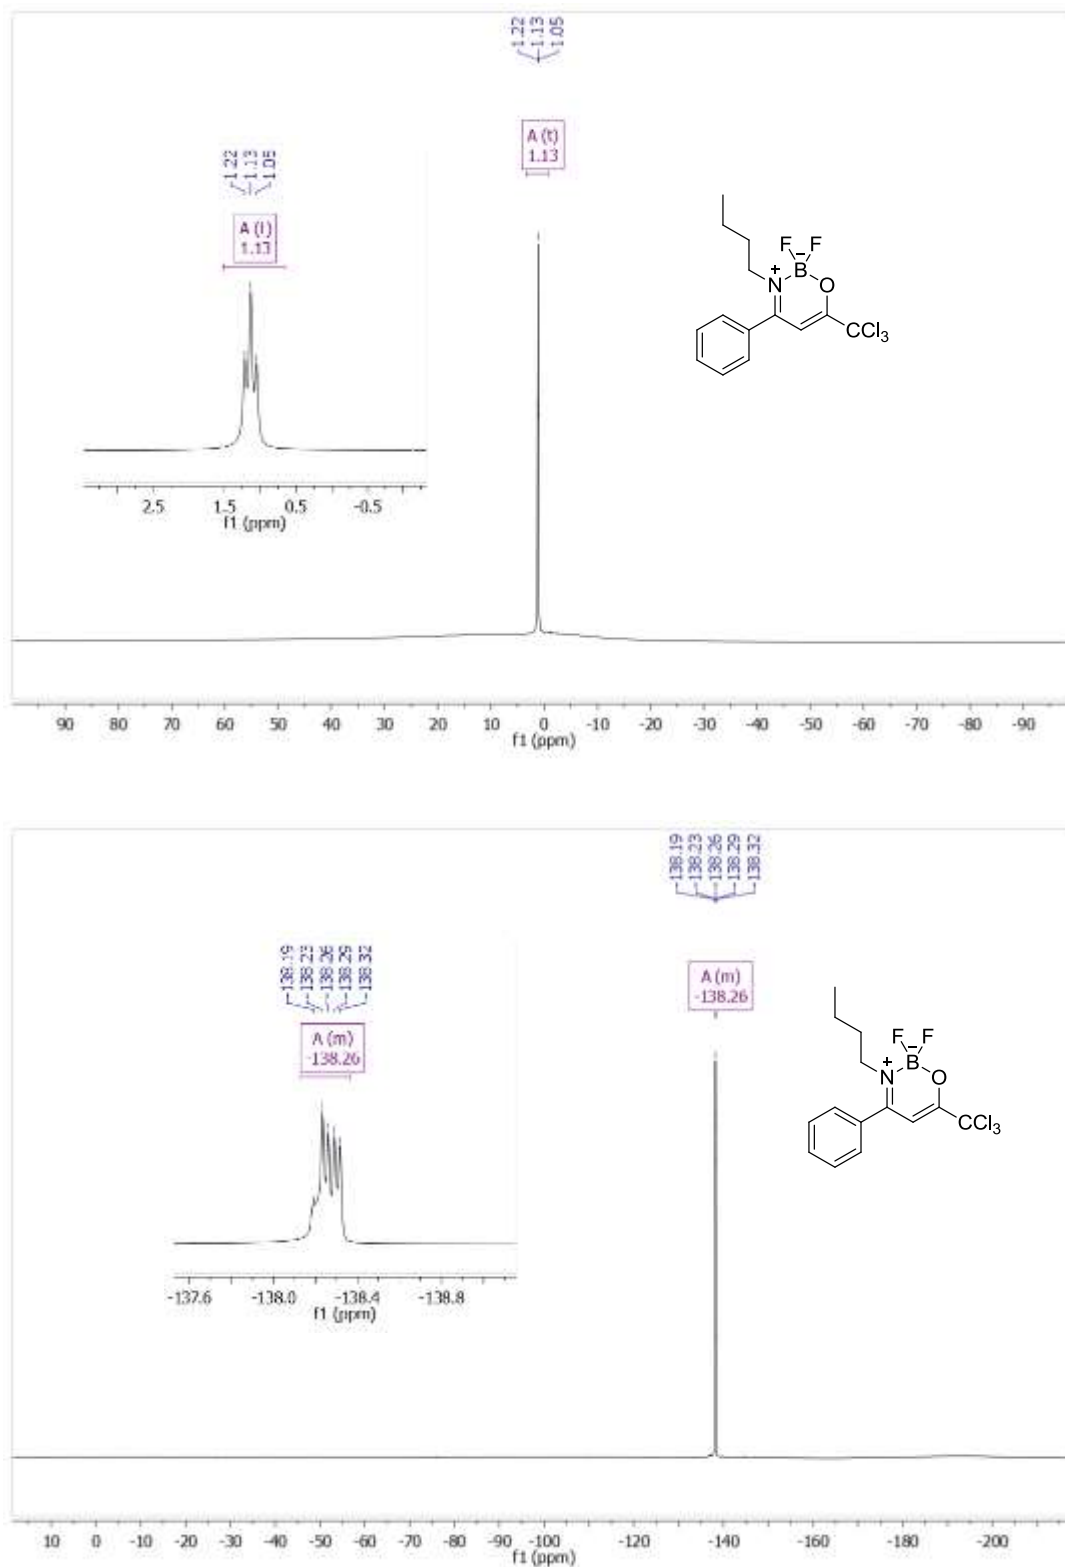 1.22
1.13
1.05
A (t)
1.13
1.22
1.13
1.05
A (t)
1.13
2.5 1.5 0.5 -0.5
f1 (ppm)
F F
B
N + − O
CCl3
90 80 70 60 50 40 30 20 10 0 -10 -20 -30 -40 -50 -60 -70 -80 -90
f1 (ppm)
-138.19
-138.23
-138.26
-138.29
-138.32
A (m)
-138.26
-138.19
-138.23
-138.26
-138.29
-138.32
A (m)
-138.26
-137.6 -138.0 -138.4 -138.8
f1 (ppm)
F F
B
N + − O
CCl3
10 0 -10 -20 -30 -40 -50 -60 -70 -80 -90 -100 -120 -140 -160 -180 -200
f1 (ppm)